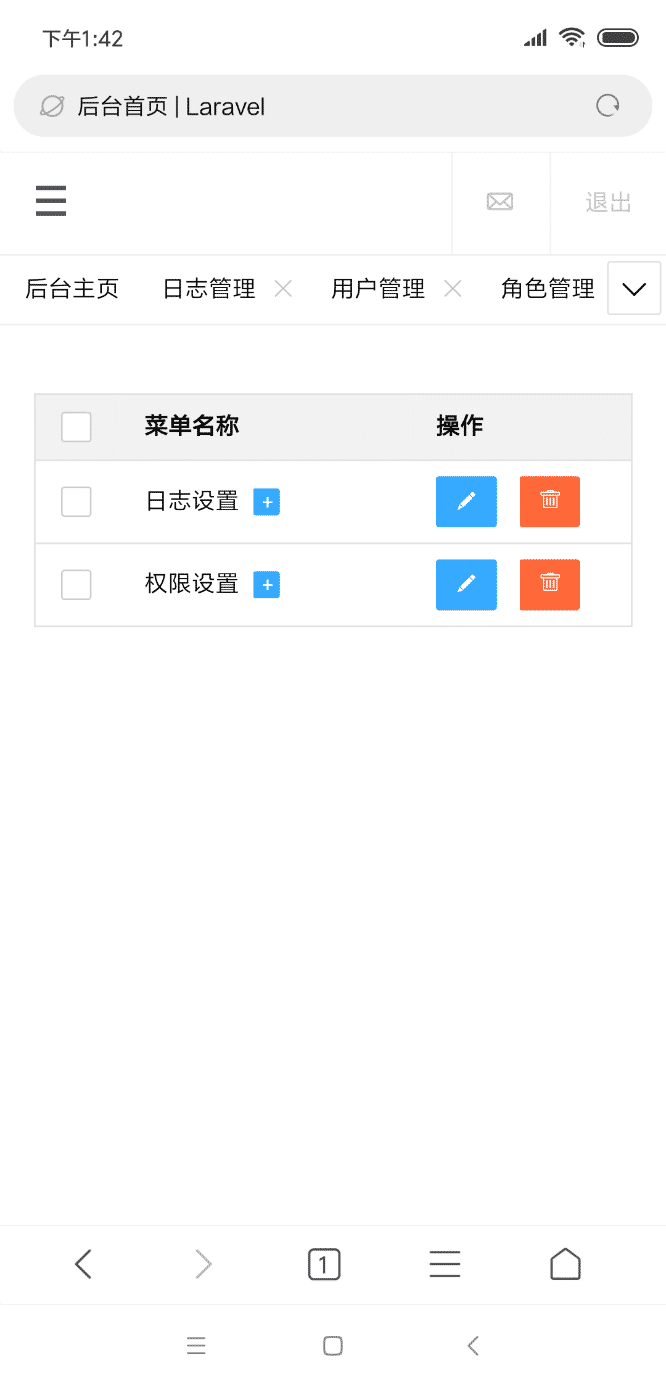 下午1:42
后台首页 | Laravel
退出
后台主页 日志管理 用户管理 角色管理
菜单名称 操作
日志设置 +
权限设置 +
1